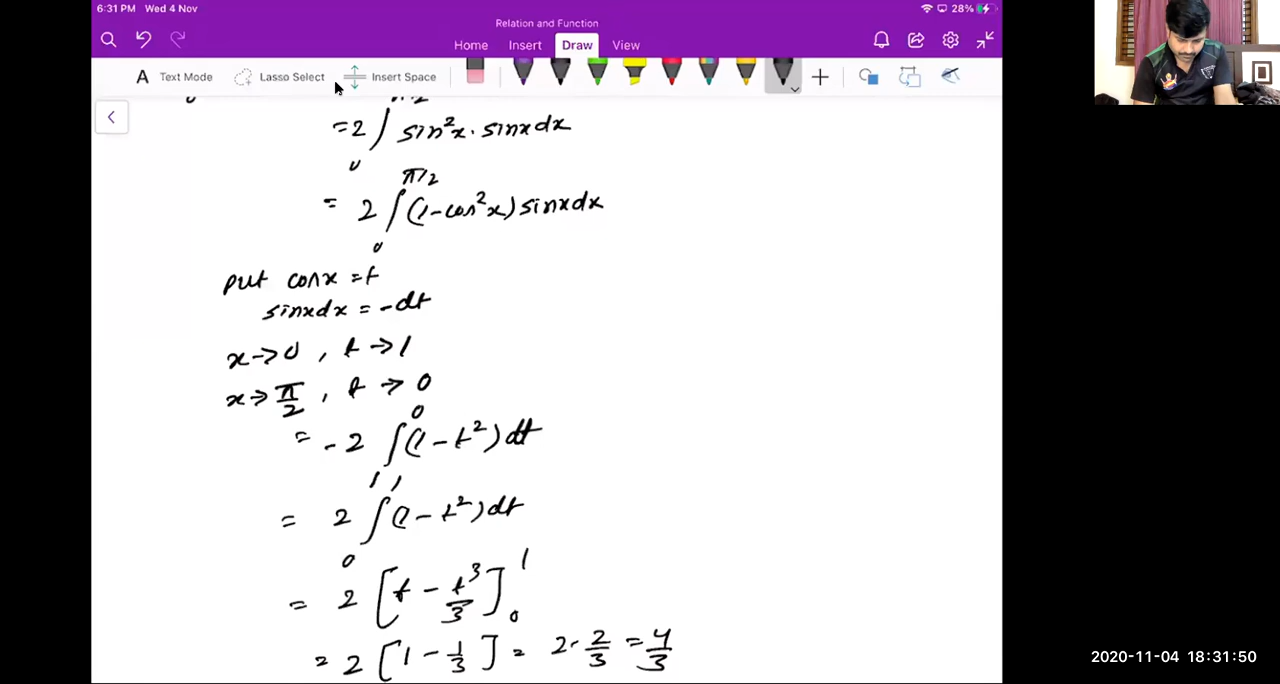 6:31 PM Wed 4 Nov
28%
Relation and Function
Home Insert Draw View
Text Mode Lasso Select Insert Space
π/2
= 2 ∫ sin²x · sinx dx
0
π/2
= 2 ∫ (1 - cos²x) sinx dx
0
put cosx = t
sinx dx = -dt
x → 0 , t → 1
x → π/2 , t → 0
0
= -2 ∫ (1 - t²) dt
1
1
= 2 ∫ (1 - t²) dt
0
= 2 [t - t³/3]₀¹
= 2 [1 - 1/3] = 2 · 2/3 = 4/3
2020-11-04 18:31:50